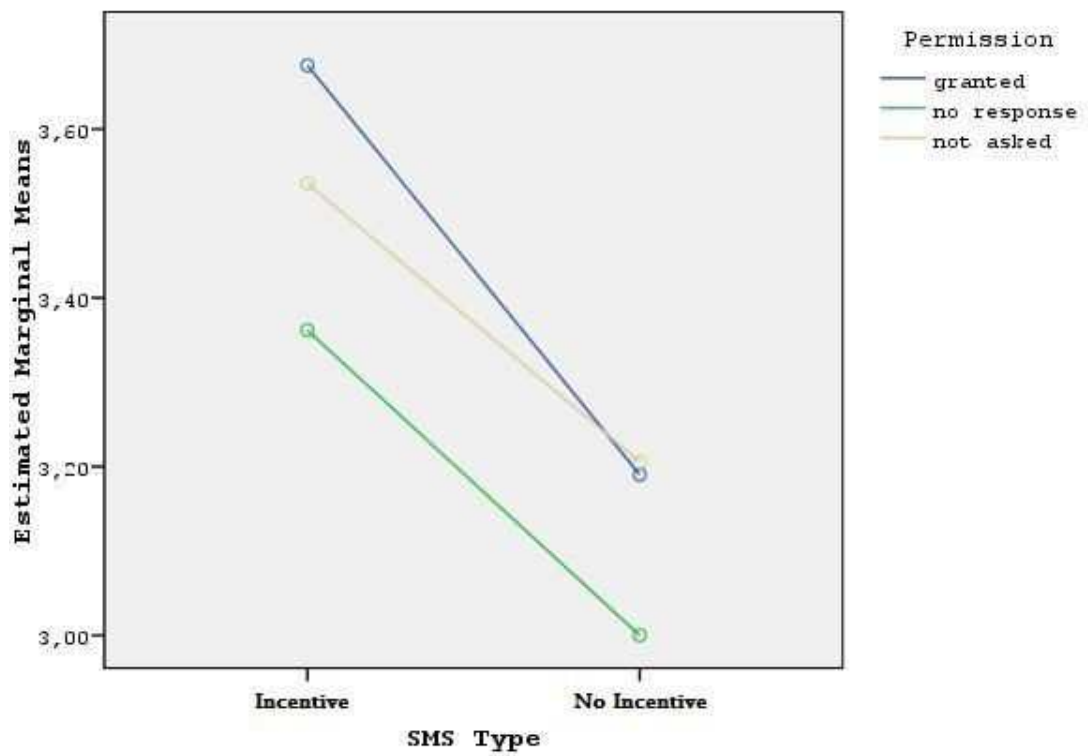 Permission
granted
no response
not asked
Estimated Marginal Means
3,60
3,40
3,20
3,00
Incentive
No Incentive
SMS Type